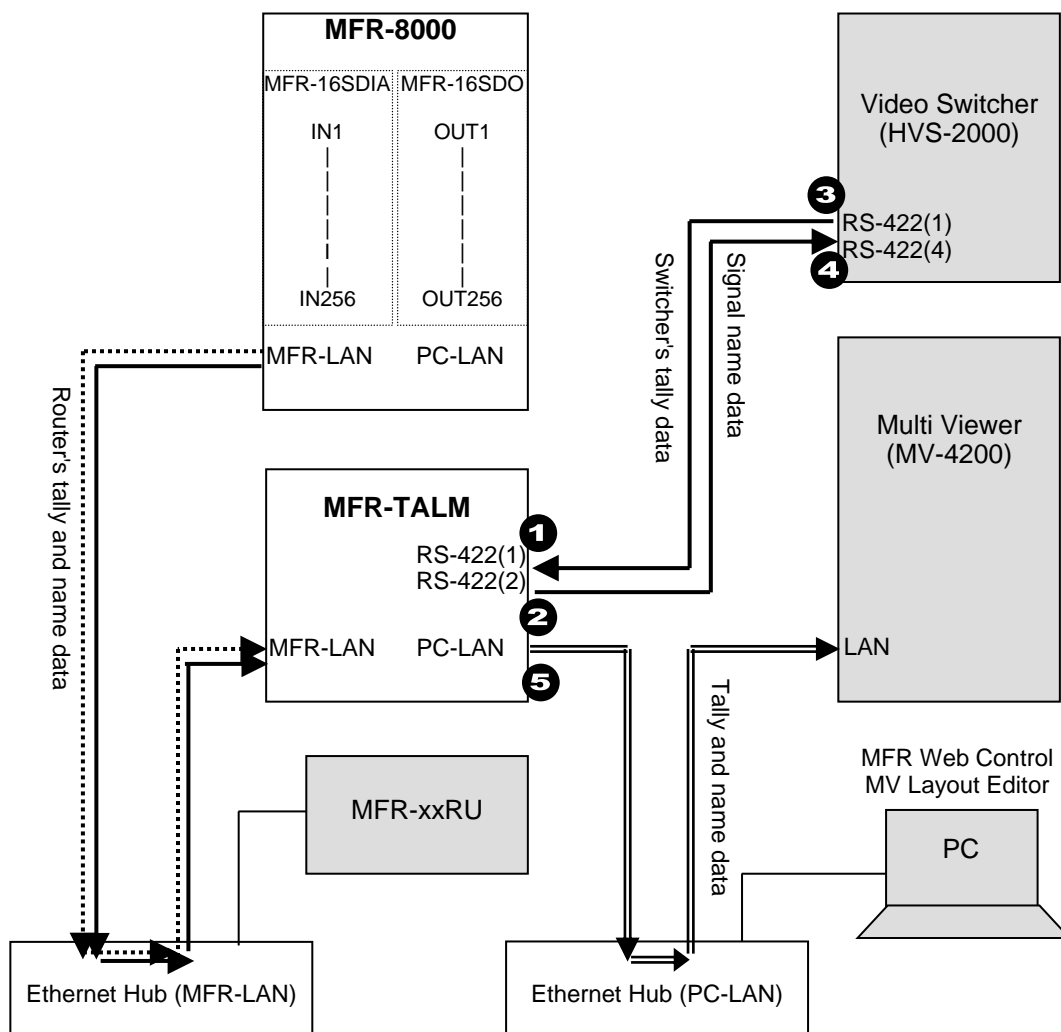 MFR-8000
MFR-16SDIA
MFR-16SDO
IN1
OUT1
IN256
OUT256
MFR-LAN
PC-LAN
Video Switcher
(HVS-2000)
3
RS-422(1)
RS-422(4)
4
Switcher's tally data
Signal name data
Router's tally and name data
Multi Viewer
(MV-4200)
LAN
MFR-TALM
1
RS-422(1)
RS-422(2)
2
MFR-LAN
PC-LAN
5
Tally and name data
MFR-xxRU
MFR Web Control
MV Layout Editor
PC
Ethernet Hub (MFR-LAN)
Ethernet Hub (PC-LAN)